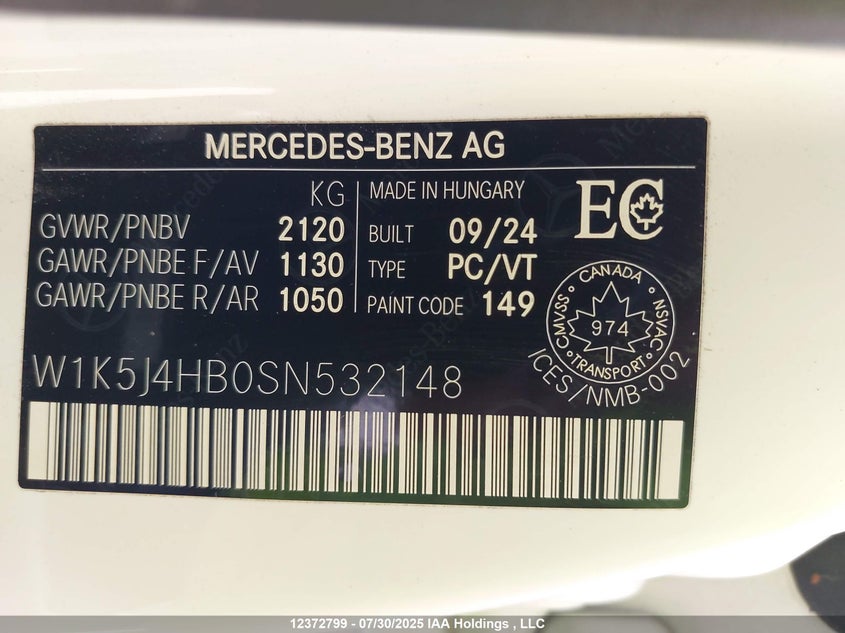 MERCEDES-BENZ AG
KG
GVWR/PNBV 2120
GAWR/PNBE F/AV 1130
GAWR/PNBE R/AR 1050
MADE IN HUNGARY
BUILT 09/24
TYPE PC/VT
PAINT CODE 149
EC
CANADA
CMVSS 974 NSVAC
TRANSPORT
ICES/NMB-002
W1K5J4HB0SN532148
12372799 - 07/30/2025 IAA Holdings , LLC